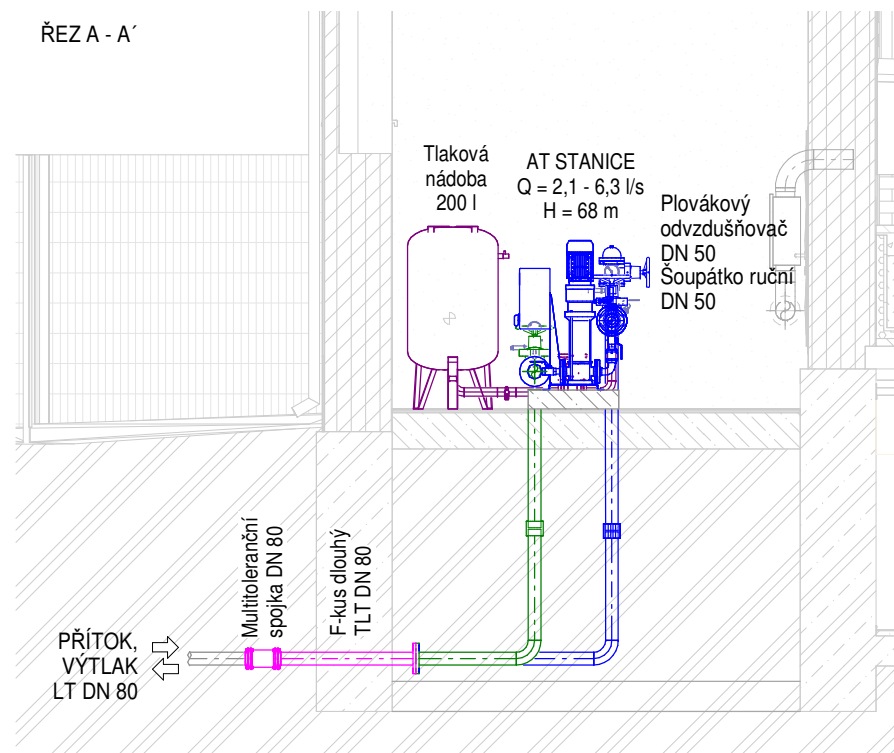 ŘEZ A - A´
Tlaková
nádoba
200 l
AT STANICE
Q = 2,1 - 6,3 l/s
H = 68 m
Plovákový
odvzdušňovač
DN 50
Šoupátko ruční
DN 50
Multitoleranční
spojka DN 80
F-kus dlouhý
TLT DN 80
PŘÍTOK,
VÝTLAK
LT DN 80